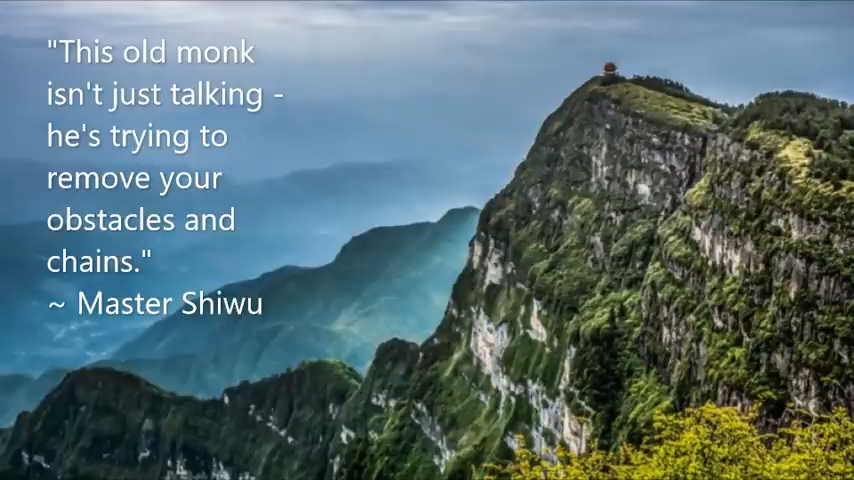 "This old monk
isn't just talking -
he's trying to
remove your
obstacles and
chains."
~ Master Shiwu